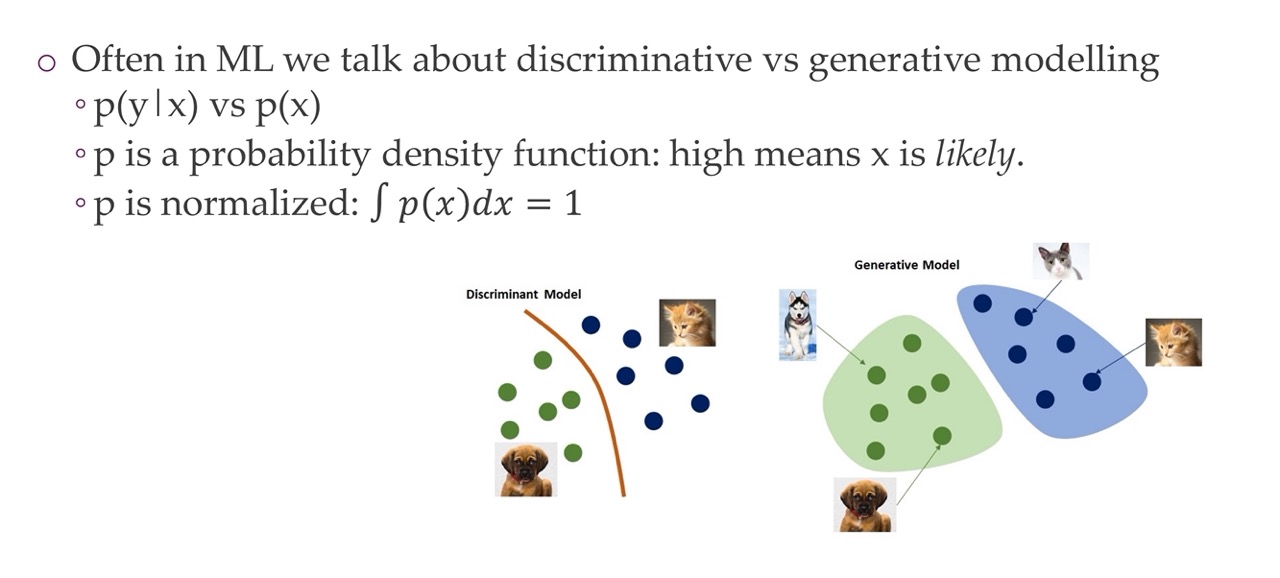 Often in ML we talk about discriminative vs generative modelling
p(y|x) vs p(x)
p is a probability density function: high means x is likely.
p is normalized: ∫ p(x)dx = 1
Generative Model
Discriminant Model